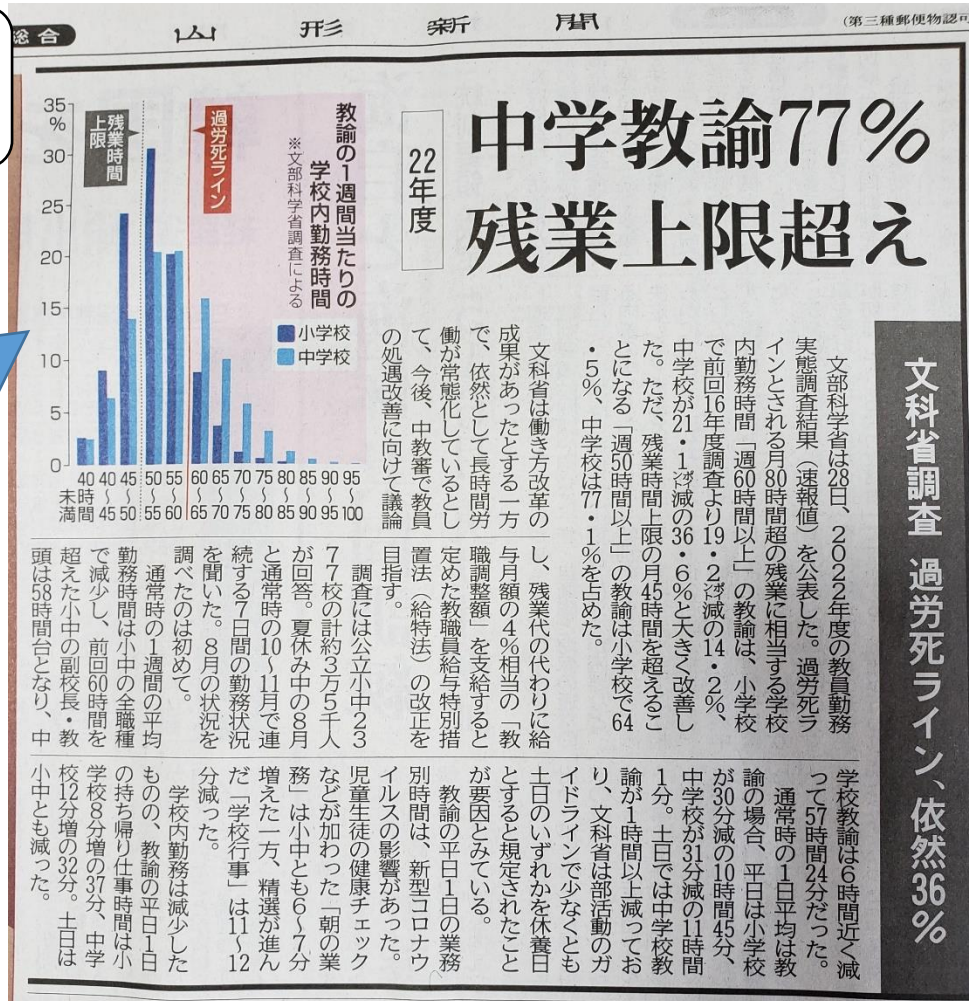 総合
山形新聞
(第三種郵便物認可
中学教諭77％
残業上限超え
22年度
文科省調査 過労死ライン、依然36％
教諭の1週間当たりの
学校内勤務時間
※文部科学省調査による
過労死ライン
残業時間
上限
小学校
中学校
35
%
30
25
20
15
10
5
0
40時間未満
40〜45
45〜50
50〜55
55〜60
60〜65
65〜70
70〜75
75〜80
80〜85
85〜90
90〜95
95〜100
文部科学省は28日、2022年度の教員勤務
実態調査結果（速報値）を公表した。過労死ラ
インとされる月80時間超の残業に相当する学校
内勤務時間「週60時間以上」の教諭は、小学校
で前回16年度調査より19・2㌽減の14・2％、
中学校が21・1㌽減の36・6％と大きく改善し
た。ただ、残業時間上限の月45時間を超えるこ
とになる「週50時間以上」の教諭は小学校で64
・5％、中学校は77・1％を占めた。
文科省は働き方改革の
成果があったとする一方
で、依然として長時間労
働が常態化しているとし
て、今後、中教審で教員
の処遇改善に向けて議論
し、残業代の代わりに給
与月額の4％相当の「教
職調整額」を支給すると
定めた教職員給与特別措
置法（給特法）の改正を
目指す。
調査には公立小中23
77校の計約3万5千人
が回答。夏休み中の8月
と通常時の10〜11月で連
続する7日間の勤務状況
を聞いた。8月の状況を
調べたのは初めて。
通常時の1週間の平均
勤務時間は小中の全職種
で減少し、前回60時間を
超えた小中の副校長・教
頭は58時間台となり、中
学校教諭は6時間近く減
って57時間24分だった。
通常時の1日平均は教
諭の場合、平日は小学校
が30分減の10時間45分、
中学校が31分減の11時間
1分。土日では中学校教
諭が1時間以上減ってお
り、文科省は部活動のガ
イドラインで少なくとも
土日のいずれかを休養日
とすると規定されたこと
が要因とみている。
教諭の平日1日の業務
別時間は、新型コロナウ
イルスの影響があった。
児童生徒の健康チェック
などが加わった「朝の業
務」は小中とも6〜7分
増えた一方、精選が進ん
だ「学校行事」は11〜12
分減った。
学校内勤務は減少した
ものの、教諭の平日1日
の持ち帰り仕事時間は小
学校8分増の37分、中学
校12分増の32分。土日は
小中とも減った。